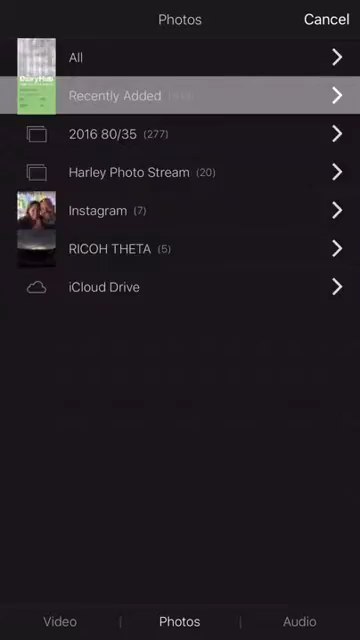 Photos
Cancel
All
Recently Added
2016 80/35 (277)
Harley Photo Stream (20)
Instagram (7)
RICOH THETA (5)
iCloud Drive
Video | Photos | Audio